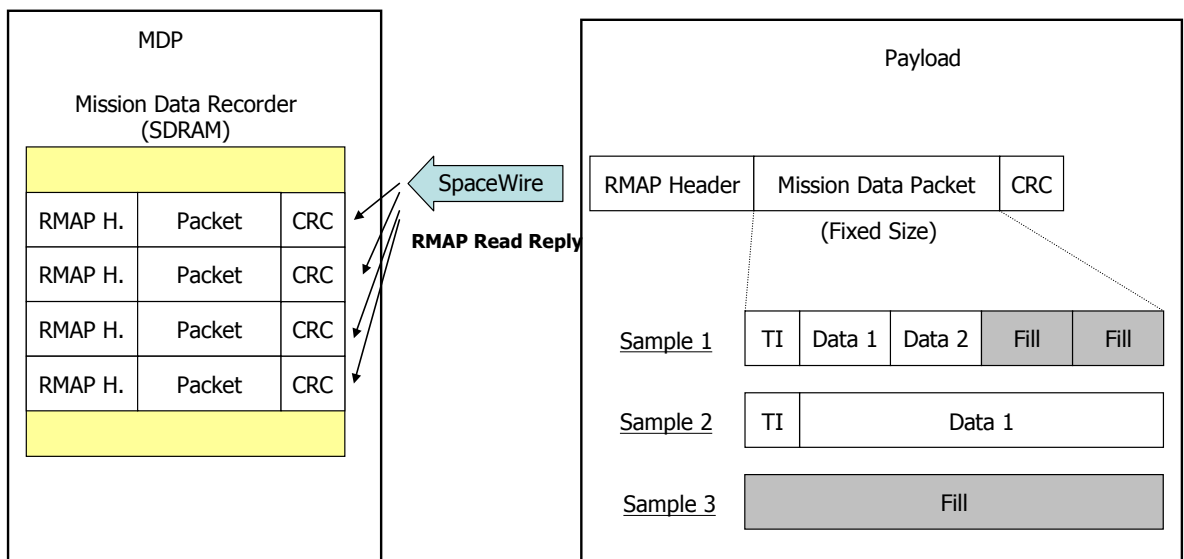 MDP
Mission Data Recorder
(SDRAM)
RMAP H. Packet CRC
RMAP H. Packet CRC
RMAP H. Packet CRC
RMAP H. Packet CRC
SpaceWire
RMAP Read Reply
Payload
RMAP Header Mission Data Packet CRC
(Fixed Size)
Sample 1 TI Data 1 Data 2 Fill Fill
Sample 2 TI Data 1
Sample 3 Fill